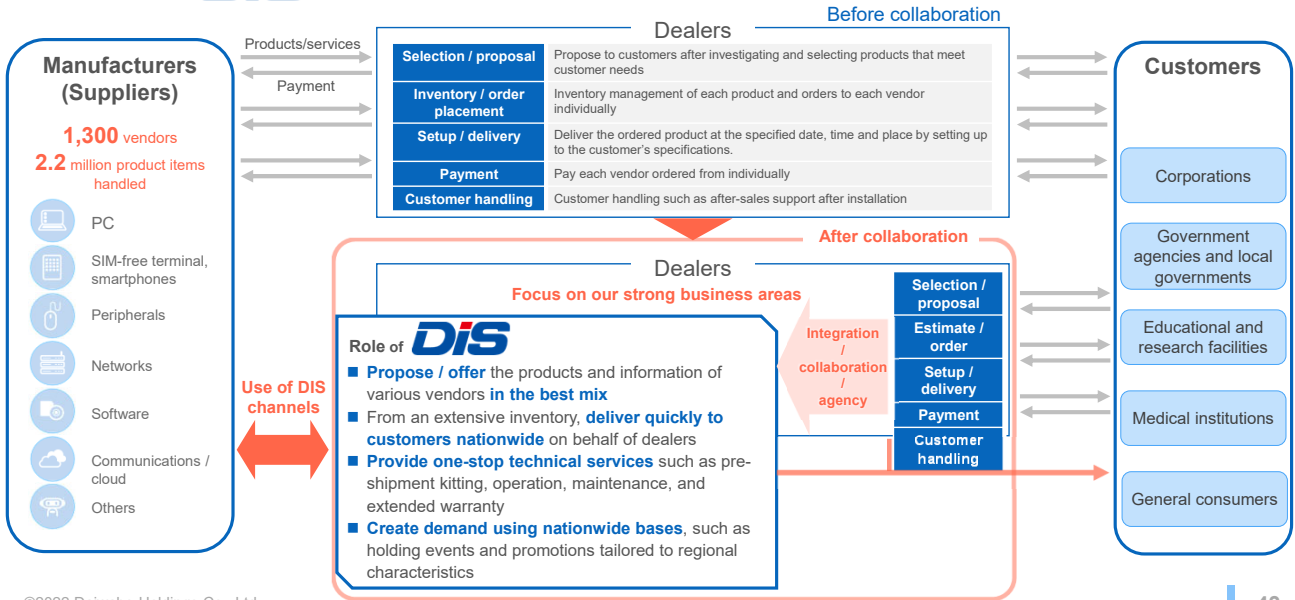 Before collaboration
Manufacturers
(Suppliers)
1,300 vendors
2.2 million product items
handled
PC
SIM-free terminal,
smartphones
Peripherals
Networks
Software
Communications /
cloud
Others
Products/services
Payment
Dealers
Selection / proposal
Propose to customers after investigating and selecting products that meet
customer needs
Inventory / order
placement
Inventory management of each product and orders to each vendor
individually
Setup / delivery
Deliver the ordered product at the specified date, time and place by setting up
to the customer's specifications.
Payment
Pay each vendor ordered from individually
Customer handling
Customer handling such as after-sales support after installation
After collaboration
Dealers
Focus on our strong business areas
Use of DIS
channels
Role of DiS
■ Propose / offer the products and information of
various vendors in the best mix
■ From an extensive inventory, deliver quickly to
customers nationwide on behalf of dealers
■ Provide one-stop technical services such as pre-
shipment kitting, operation, maintenance, and
extended warranty
■ Create demand using nationwide bases, such as
holding events and promotions tailored to regional
characteristics
Integration
/
collaboration
/
agency
Selection /
proposal
Estimate /
order
Setup /
delivery
Payment
Customer
handling
Customers
Corporations
Government
agencies and local
governments
Educational and
research facilities
Medical institutions
General consumers